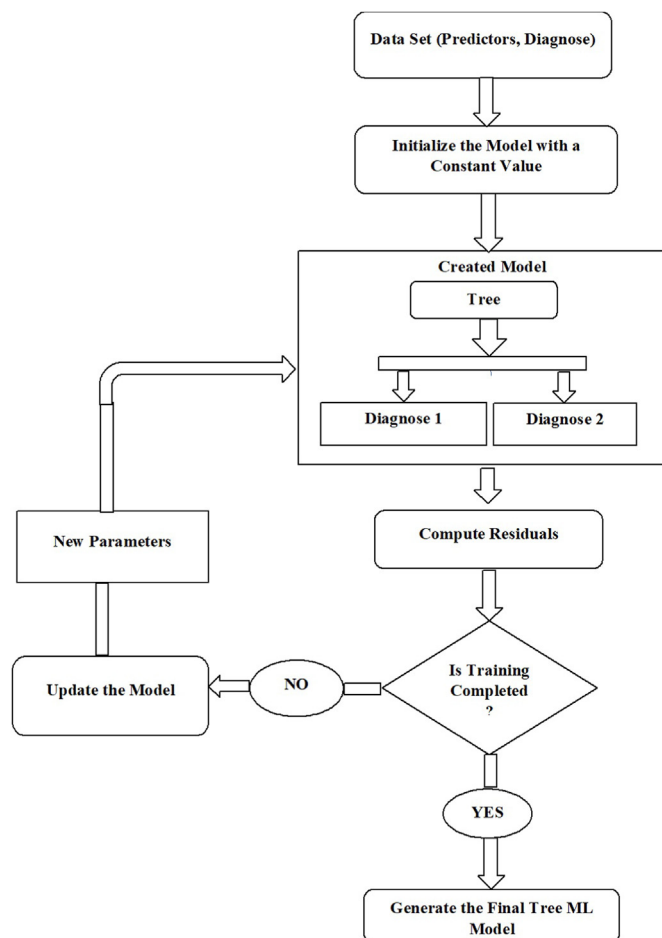 Data Set (Predictors, Diagnose)
Initialize the Model with a
Constant Value
Created Model
Tree
Diagnose 1
Diagnose 2
Compute Residuals
New Parameters
Is Training
Completed
?
NO
Update the Model
YES
Generate the Final Tree ML
Model